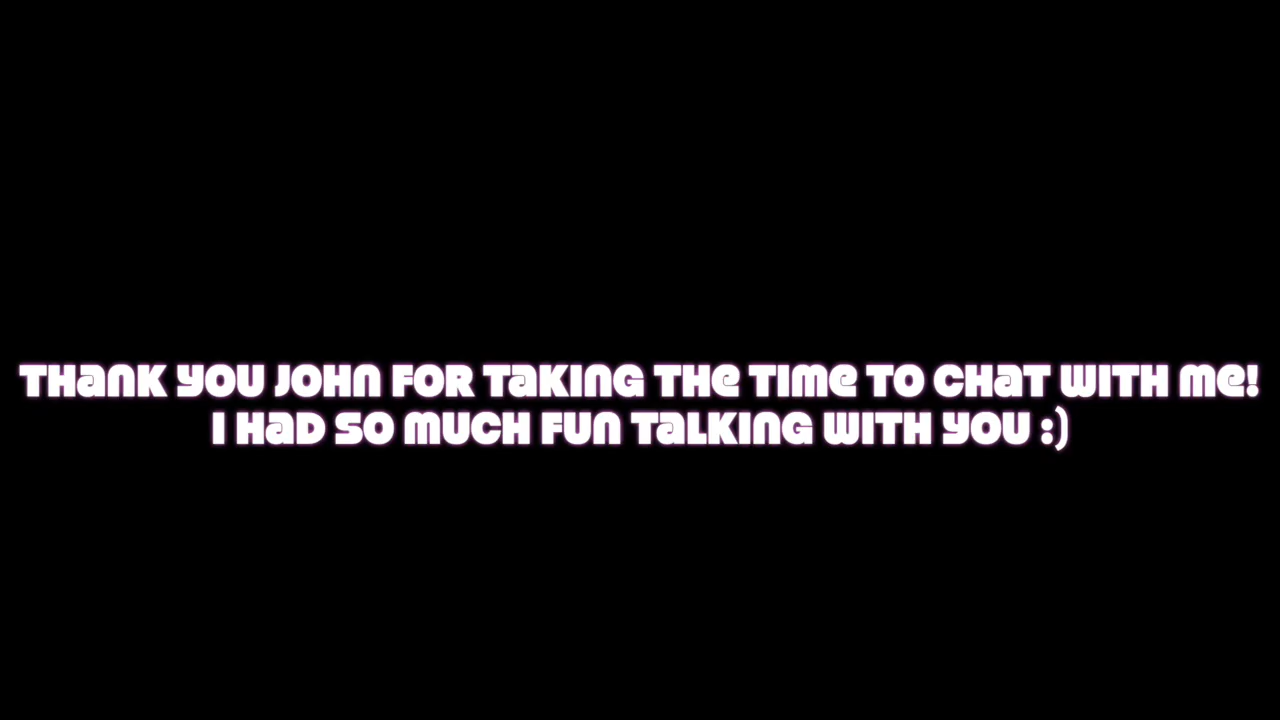 THANK YOU JOHN FOR TAKING THE TIME TO CHAT WITH ME!
I HAD SO MUCH FUN TALKING WITH YOU :)